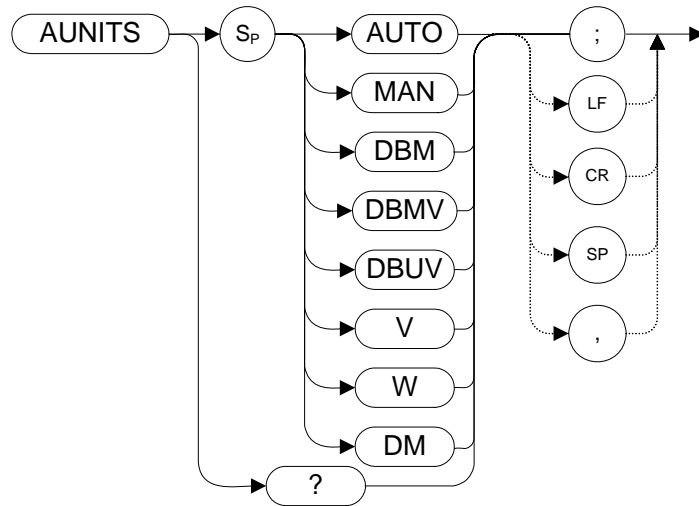 AUNITS SP AUTO ;
MAN LF
DBM CR
DBMV
DBUV SP
V ,
W
DM
?